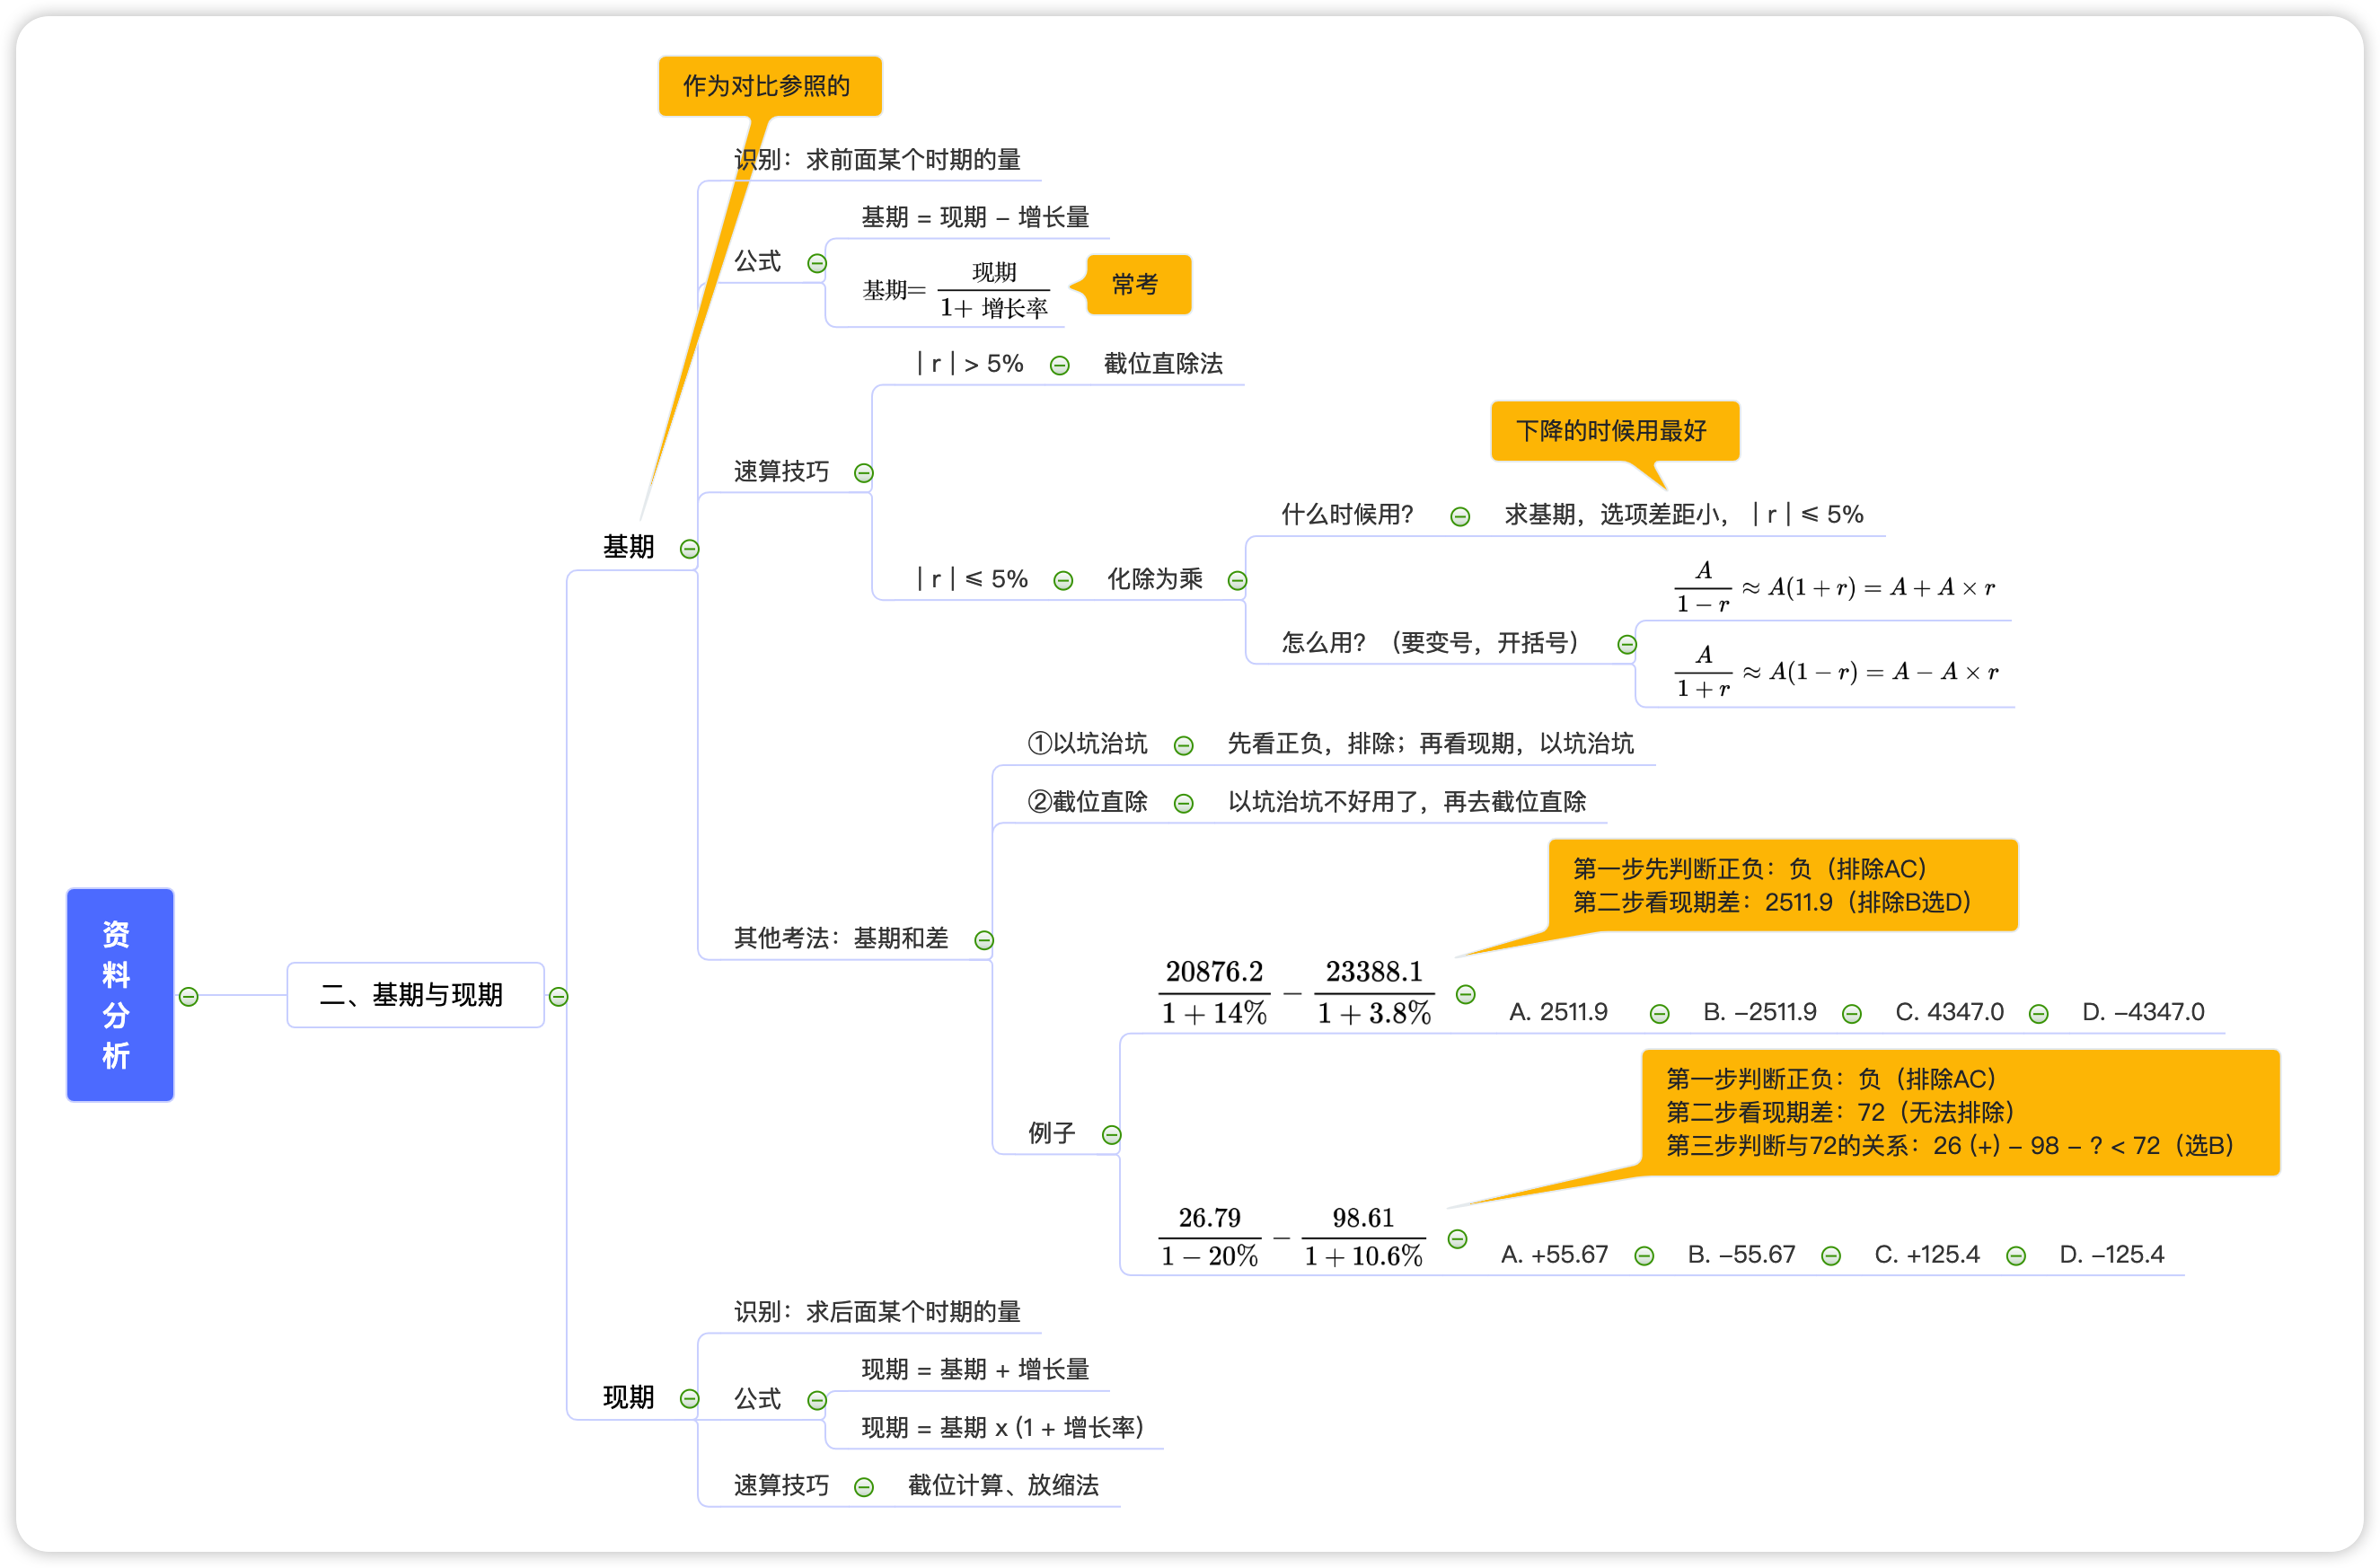 资料分析
二、基期与现期
基期
作为对比参照的
识别：求前面某个时期的量
公式
基期 = 现期 – 增长量
基期= 现期 / 1+ 增长率
常考
速算技巧
| r | > 5%
截位直除法
| r | ⩽ 5%
化除为乘
什么时候用？
求基期，选项差距小，| r | ⩽ 5%
下降的时候用最好
怎么用？（要变号，开括号）
A / (1 − r) ≈ A(1 + r) = A + A × r
A / (1 + r) ≈ A(1 − r) = A − A × r
其他考法：基期和差
①以坑治坑
先看正负，排除；再看现期，以坑治坑
②截位直除
以坑治坑不好用了，再去截位直除
例子
第一步先判断正负：负（排除AC）
第二步看现期差：2511.9（排除B选D）
20876.2 / (1 + 14%) − 23388.1 / (1 + 3.8%)
A. 2511.9
B. –2511.9
C. 4347.0
D. –4347.0
第一步判断正负：负（排除AC）
第二步看现期差：72（无法排除）
第三步判断与72的关系：26 (+) – 98 – ? < 72（选B）
26.79 / (1 − 20%) − 98.61 / (1 + 10.6%)
A. +55.67
B. –55.67
C. +125.4
D. –125.4
现期
识别：求后面某个时期的量
公式
现期 = 基期 + 增长量
现期 = 基期 x (1 + 增长率)
速算技巧
截位计算、放缩法